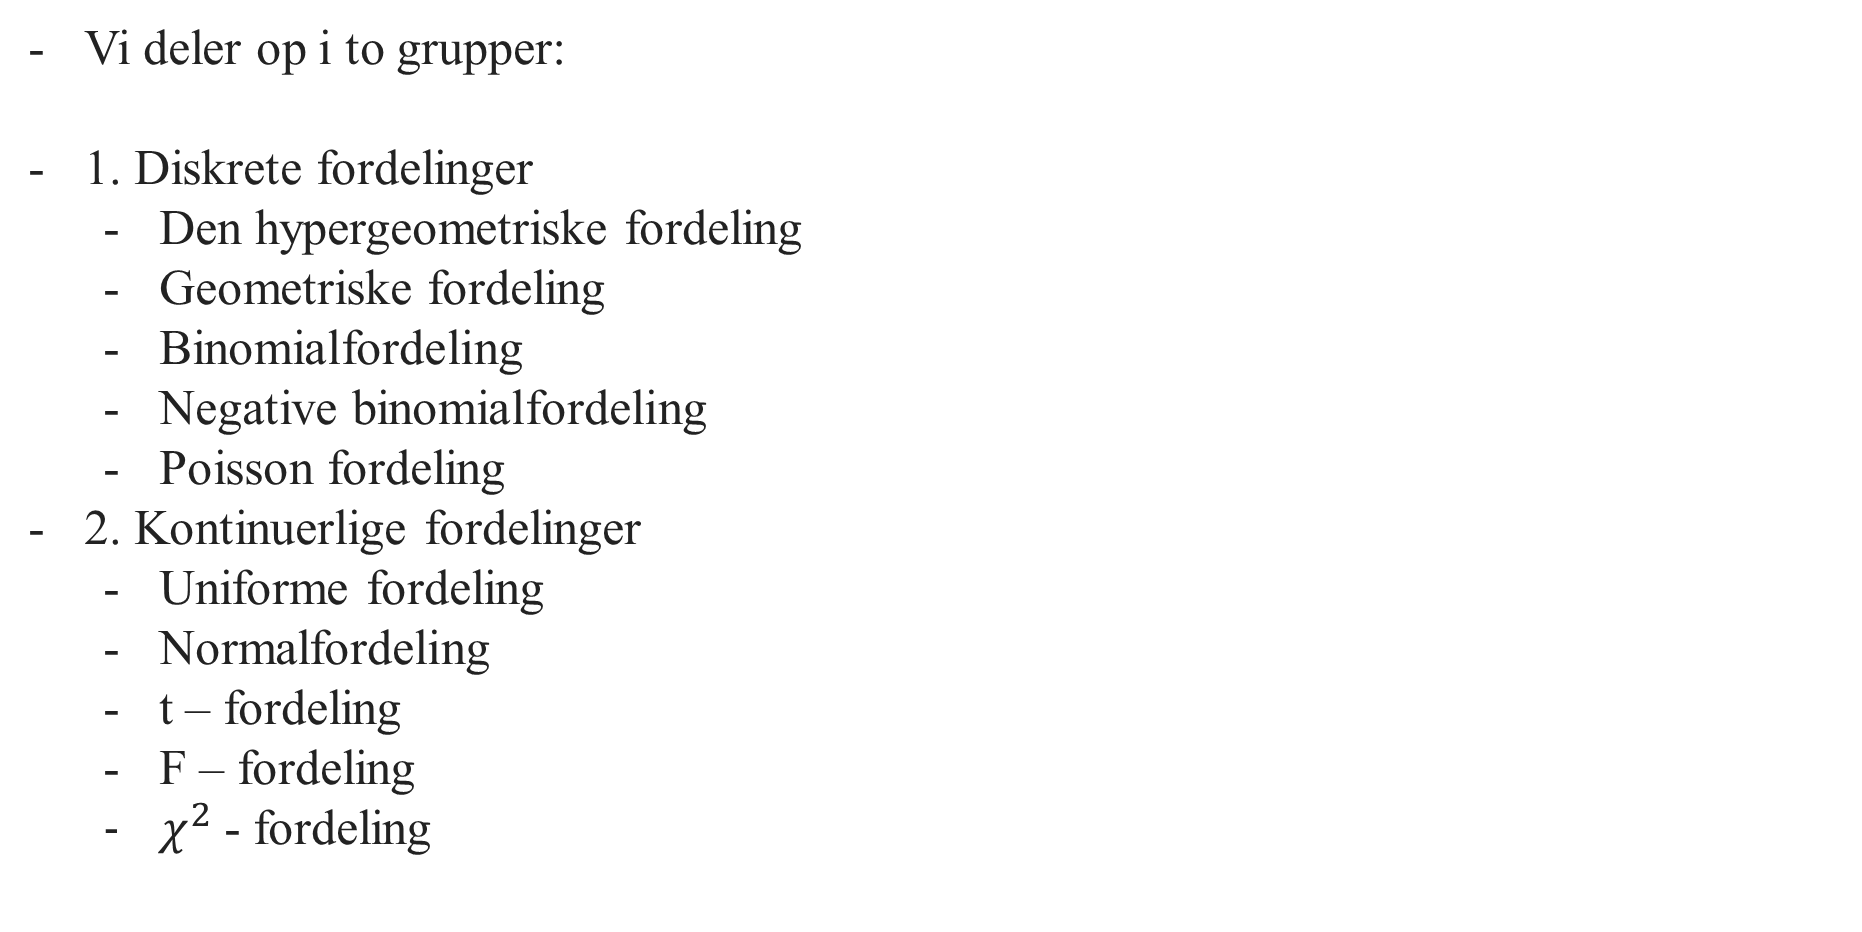 - Vi deler op i to grupper:
- 1. Diskrete fordelinger
- Den hypergeometriske fordeling
- Geometriske fordeling
- Binomialfordeling
- Negative binomialfordeling
- Poisson fordeling
- 2. Kontinuerlige fordelinger
- Uniforme fordeling
- Normalfordeling
- t – fordeling
- F – fordeling
- χ² - fordeling